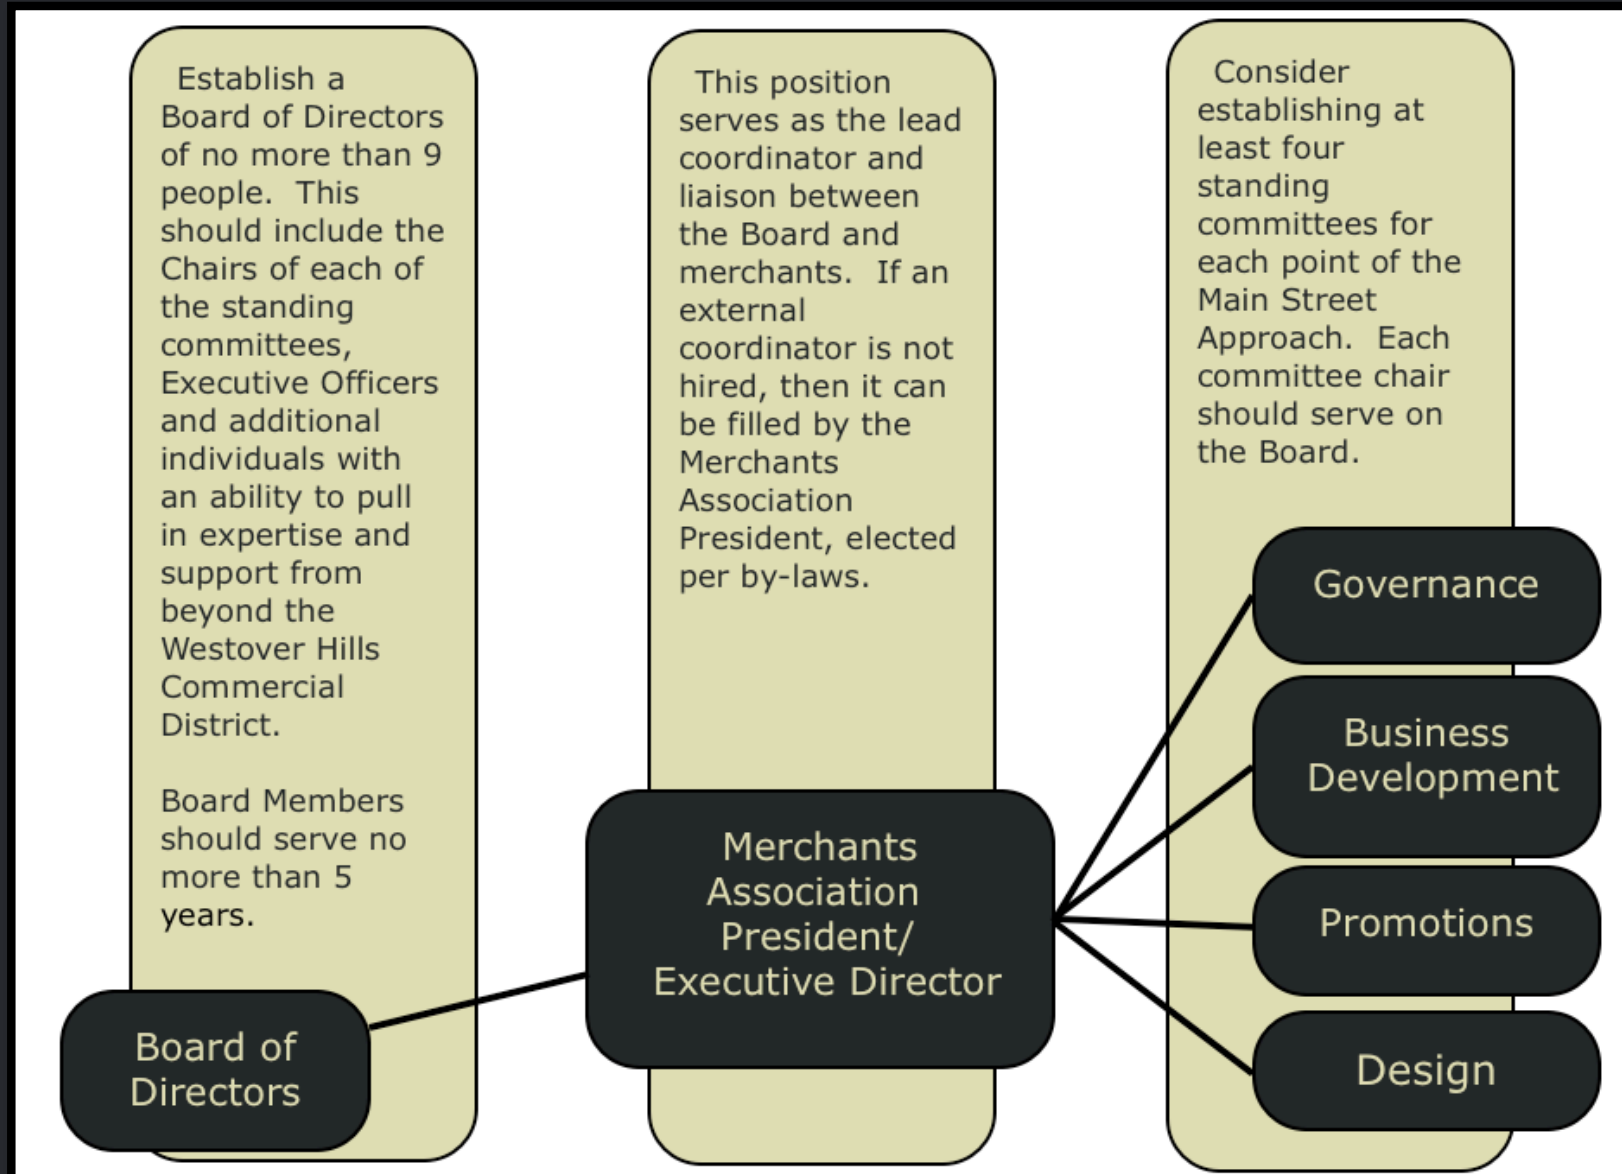 Establish a
Board of Directors
of no more than 9
people.  This
should include the
Chairs of each of
the standing
committees,
Executive Officers
and additional
individuals with
an ability to pull
in expertise and
support from
beyond the
Westover Hills
Commercial
District.
Board Members
should serve no
more than 5
years.
Board of
Directors
This position
serves as the lead
coordinator and
liaison between
the Board and
merchants.  If an
external
coordinator is not
hired, then it can
be filled by the
Merchants
Association
President, elected
per by-laws.
Merchants
Association
President/
Executive Director
Consider
establishing at
least four
standing
committees for
each point of the
Main Street
Approach.  Each
committee chair
should serve on
the Board.
Governance
Business
Development
Promotions
Design